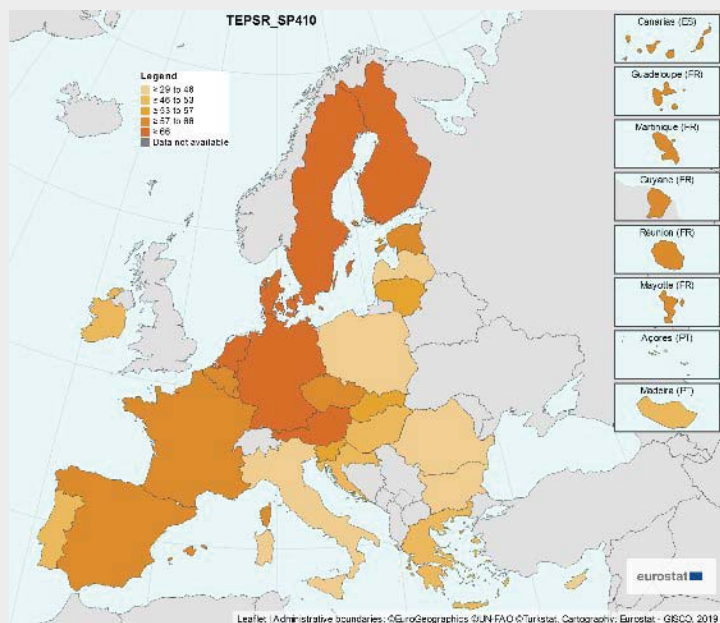 TEPSR_SP410
Legend
≥ 29 to 46
≥ 46 to 53
≥ 53 to 57
≥ 57 to 66
≥ 66
Data not available
Canarias (ES)
Guadeloupe (FR)
Martinique (FR)
Guyane (FR)
Réunion (FR)
Mayotte (FR)
Açores (PT)
Madeira (PT)
eurostat
Leaflet | Administrative boundaries: ©EuroGeographics ©UN-FAO ©Turkstat, Cartography: Eurostat - GISCO, 2019